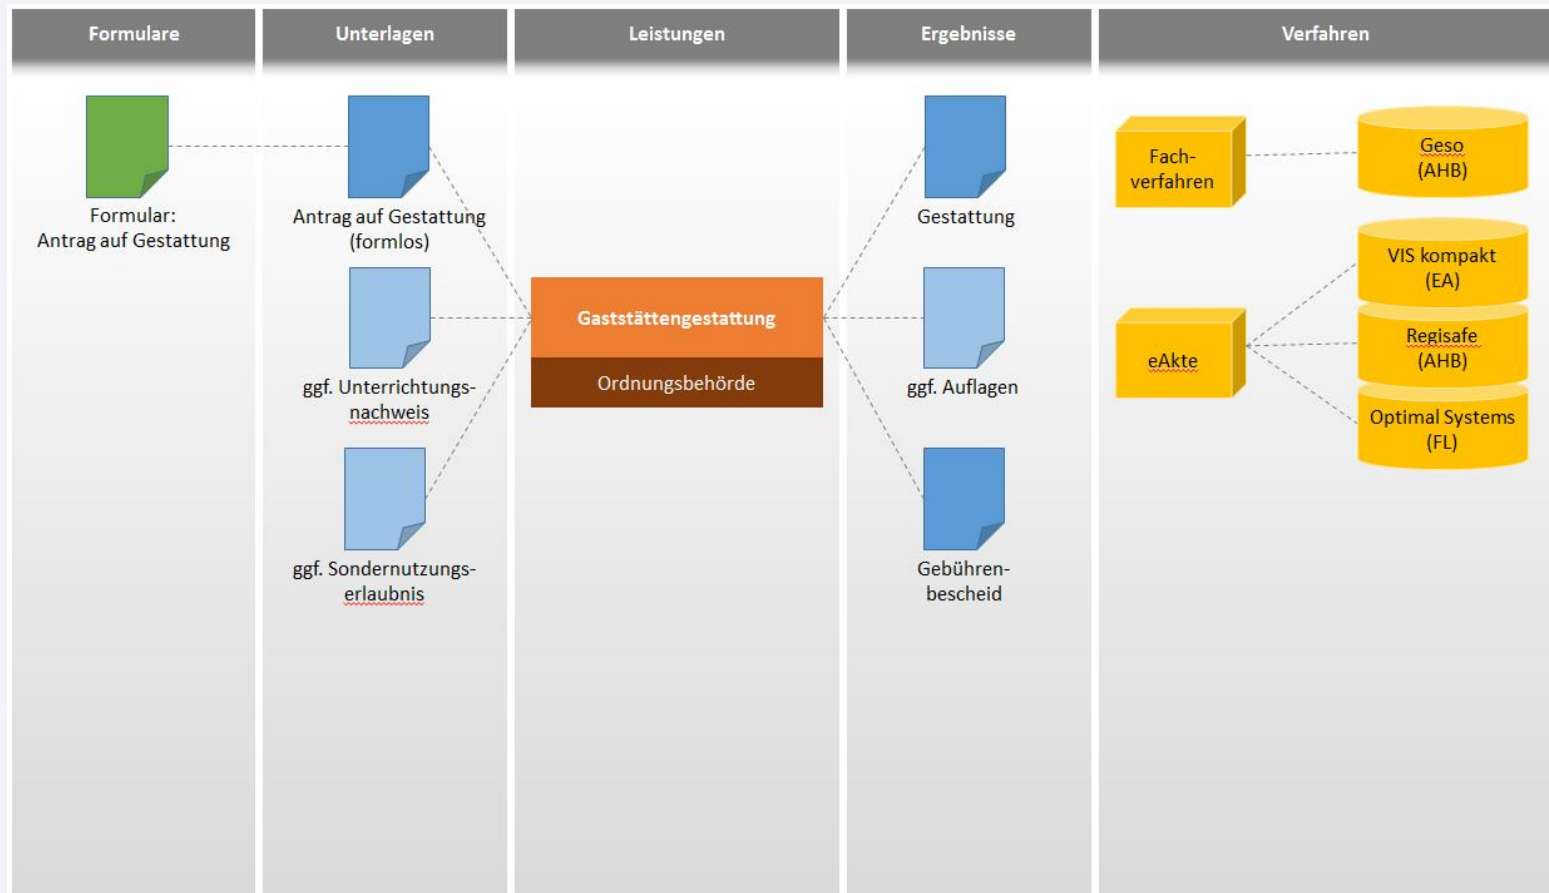 Formulare
Unterlagen
Leistungen
Ergebnisse
Verfahren
Formular:
Antrag auf Gestattung
Antrag auf Gestattung
(formlos)
ggf. Unterrichtungs-
nachweis
ggf. Sondernutzungs-
erlaubnis
Gaststättengestattung
Ordnungsbehörde
Gestattung
ggf. Auflagen
Gebühren-
bescheid
Fach-
verfahren
Geso
(AHB)
eAkte
VIS kompakt
(EA)
Regisafe
(AHB)
Optimal Systems
(FL)